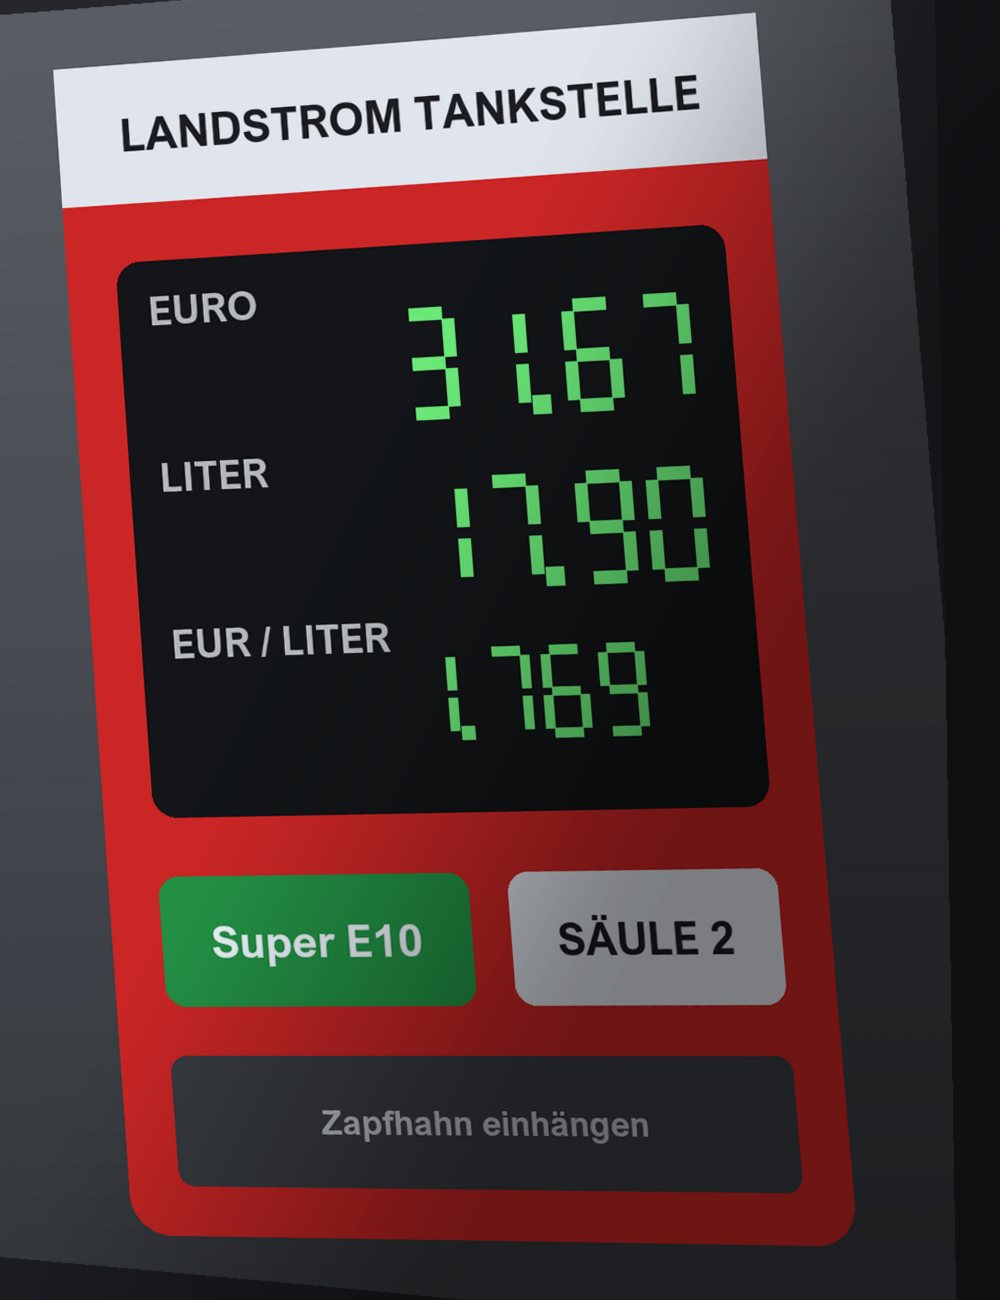 LANDSTROM TANKSTELLE
EURO 31.67
LITER 17.90
EUR / LITER 1.769
Super E10
SÄULE 2
Zapfhahn einhängen